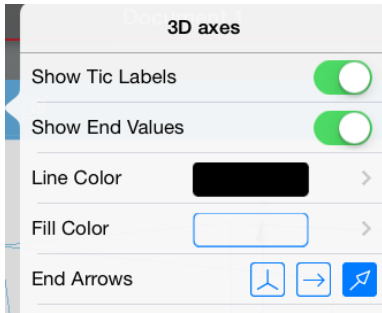 3D axes
Show Tic Labels
Show End Values
Line Color
Fill Color
End Arrows